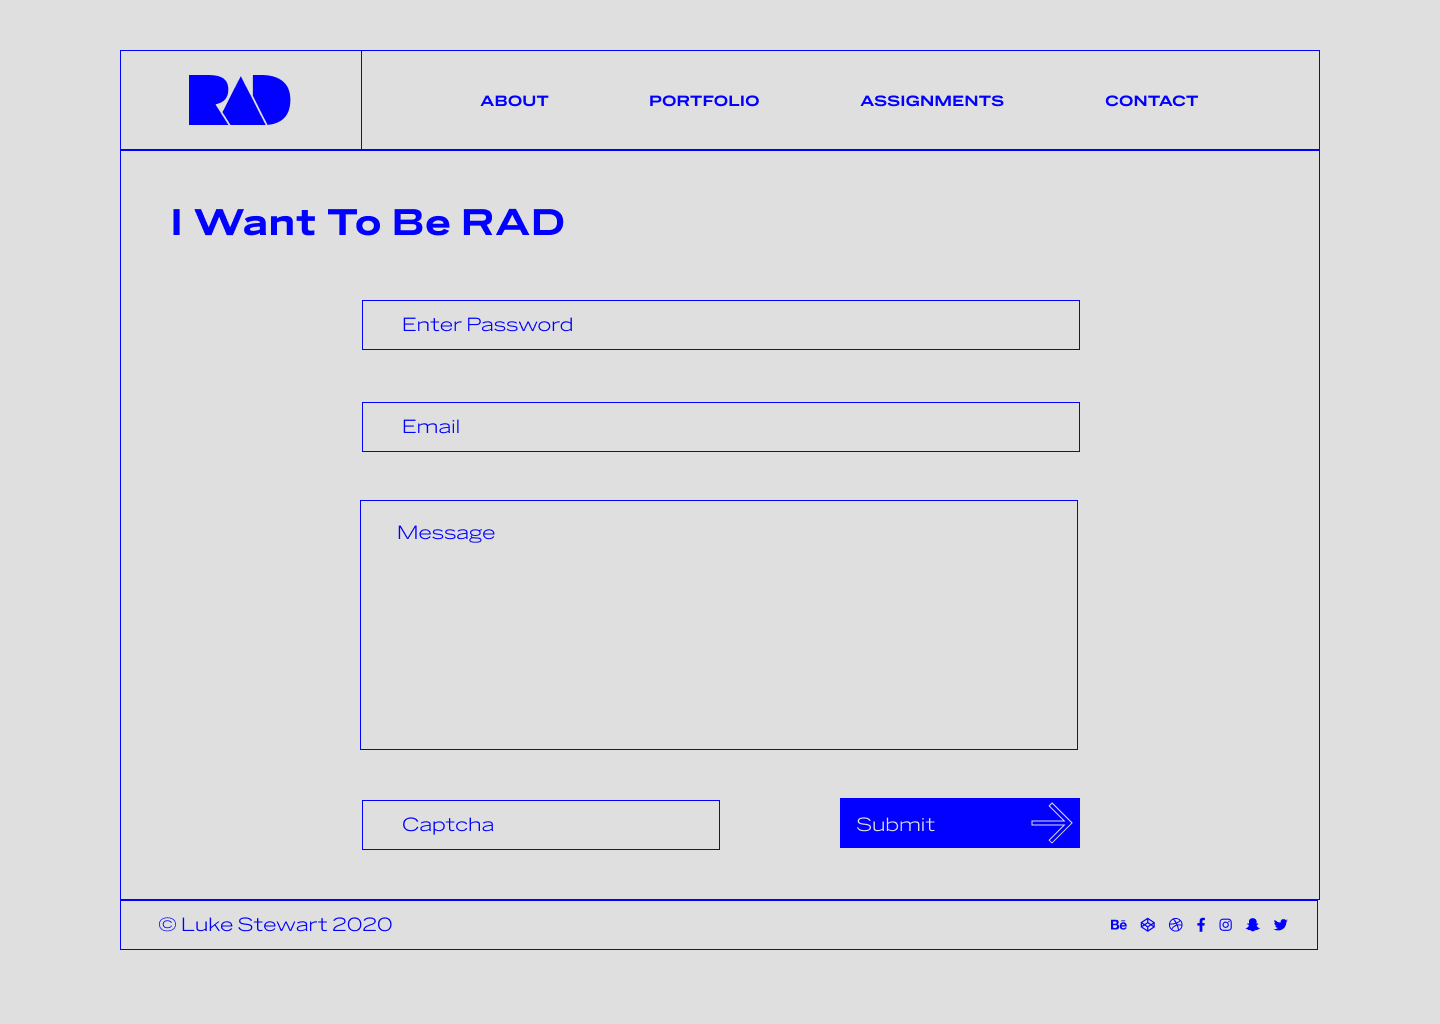 RAD
ABOUT PORTFOLIO ASSIGNMENTS CONTACT
I Want To Be RAD
Enter Password
Email
Message
Captcha
Submit
© Luke Stewart 2020
Bē